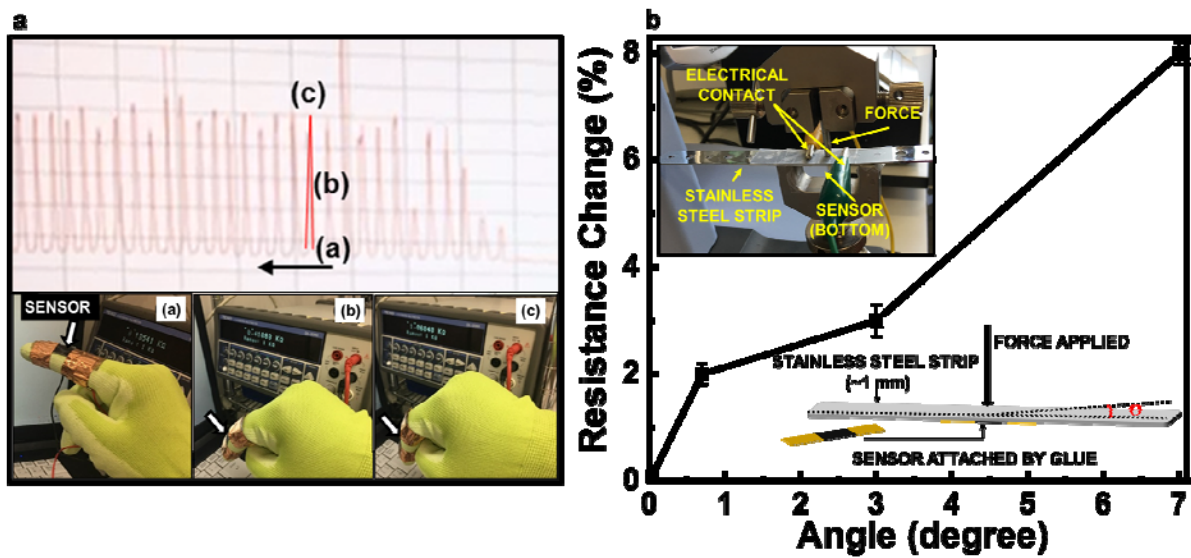 a
(c)
(b)
(a)
SENSOR
(a)
(b)
(c)
b
Resistance Change (%)
8
6
4
2
0
ELECTRICAL
CONTACT
FORCE
STAINLESS
STEEL STRIP
SENSOR
(BOTTOM)
STAINLESS STEEL STRIP
(~1 mm)
FORCE APPLIED
SENSOR ATTACHED BY GLUE
0 1 2 3 4 5 6 7
Angle (degree)